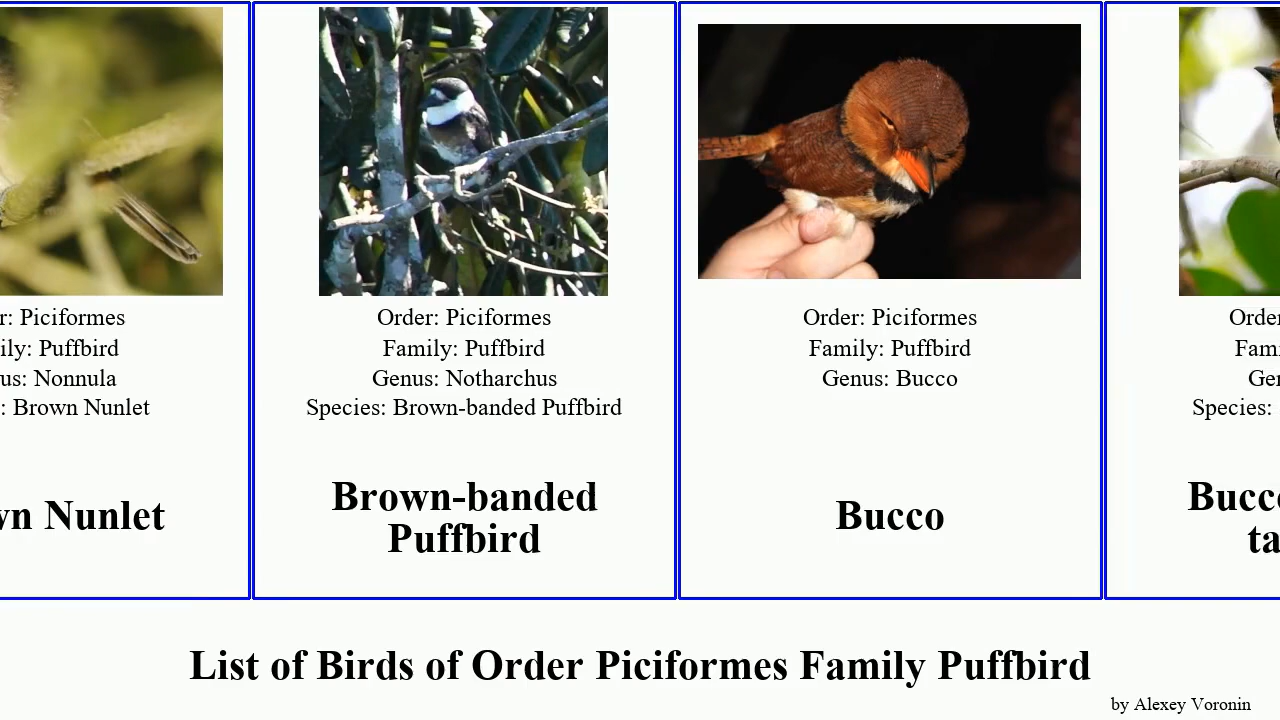 r: Piciformes
ily: Puffbird
us: Nonnula
: Brown Nunlet
vn Nunlet
Order: Piciformes
Family: Puffbird
Genus: Notharchus
Species: Brown-banded Puffbird
Brown-banded
Puffbird
Order: Piciformes
Family: Puffbird
Genus: Bucco
Bucco
Order
Fam
Ger
Species:
Bucco
ta
List of Birds of Order Piciformes Family Puffbird
by Alexey Voronin